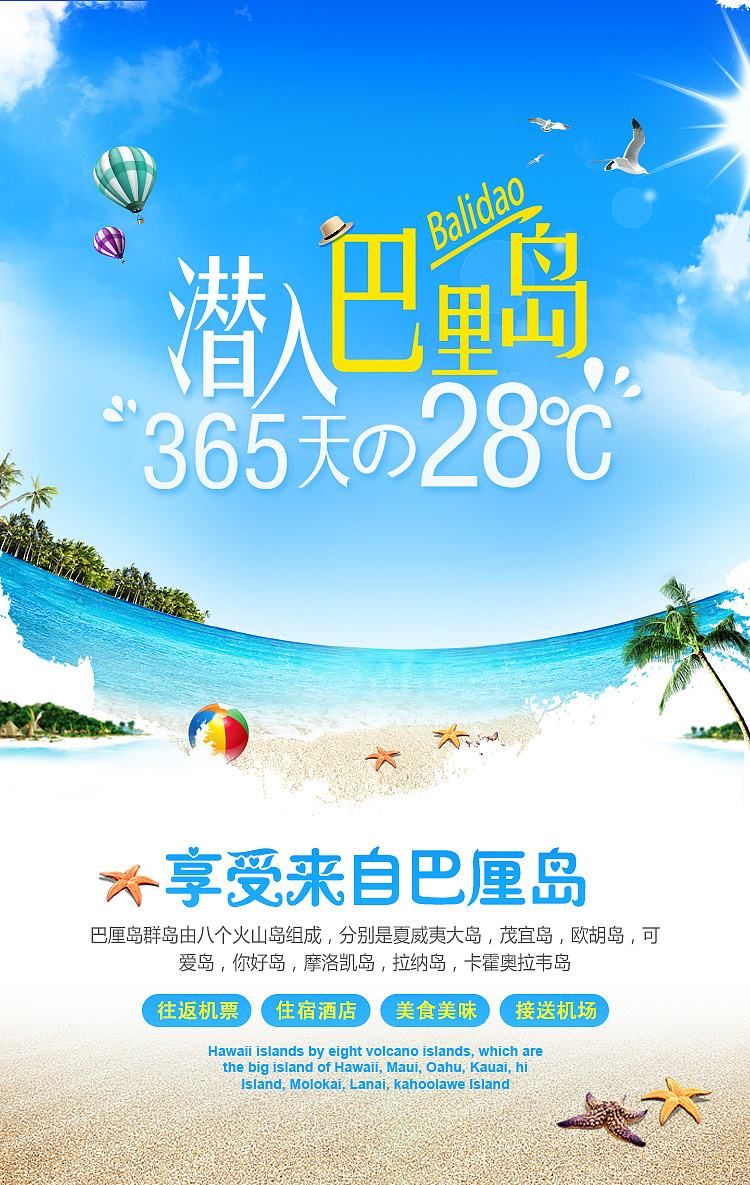 Balidao
潜入巴里岛
365天の28℃
享受来自巴厘岛
巴厘岛群岛由八个火山岛组成，分别是夏威夷大岛，茂宜岛，欧胡岛，可
爱岛，你好岛，摩洛凯岛，拉纳岛，卡霍奥拉韦岛
往返机票 住宿酒店 美食美味 接送机场
Hawaii islands by eight volcano islands, which are
the big island of Hawaii, Maui, Oahu, Kauai, hi
Island, Molokai, Lanai, kahoolawe Island